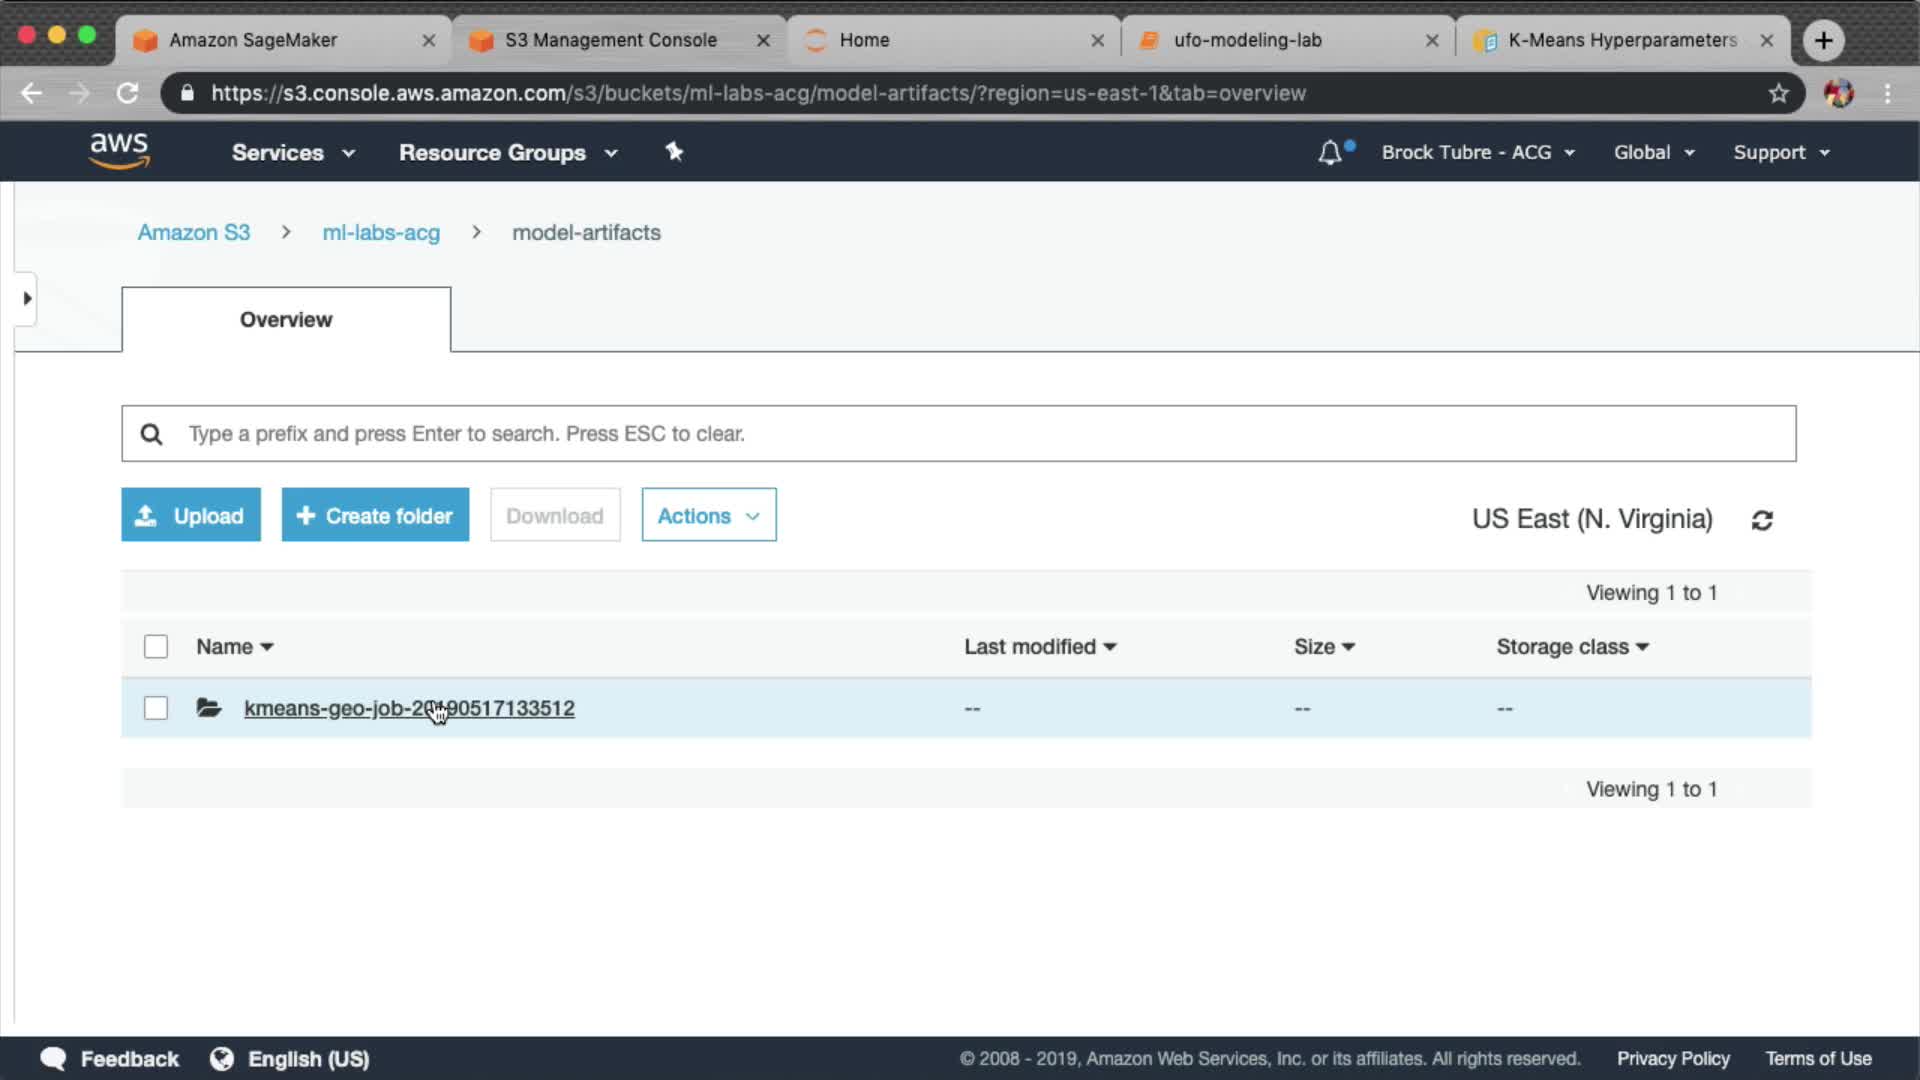 Amazon SageMaker
S3 Management Console
Home
ufo-modeling-lab
K-Means Hyperparameters
https://s3.console.aws.amazon.com/s3/buckets/ml-labs-acg/model-artifacts/?region=us-east-1&tab=overview
aws
Services
Resource Groups
Brock Tubre - ACG
Global
Support
Amazon S3
ml-labs-acg
model-artifacts
Overview
Type a prefix and press Enter to search. Press ESC to clear.
Upload
Create folder
Download
Actions
US East (N. Virginia)
Viewing 1 to 1
Name
Last modified
Size
Storage class
kmeans-geo-job-20190517133512
--
--
--
Viewing 1 to 1
Feedback
English (US)
© 2008 - 2019, Amazon Web Services, Inc. or its affiliates. All rights reserved.
Privacy Policy
Terms of Use